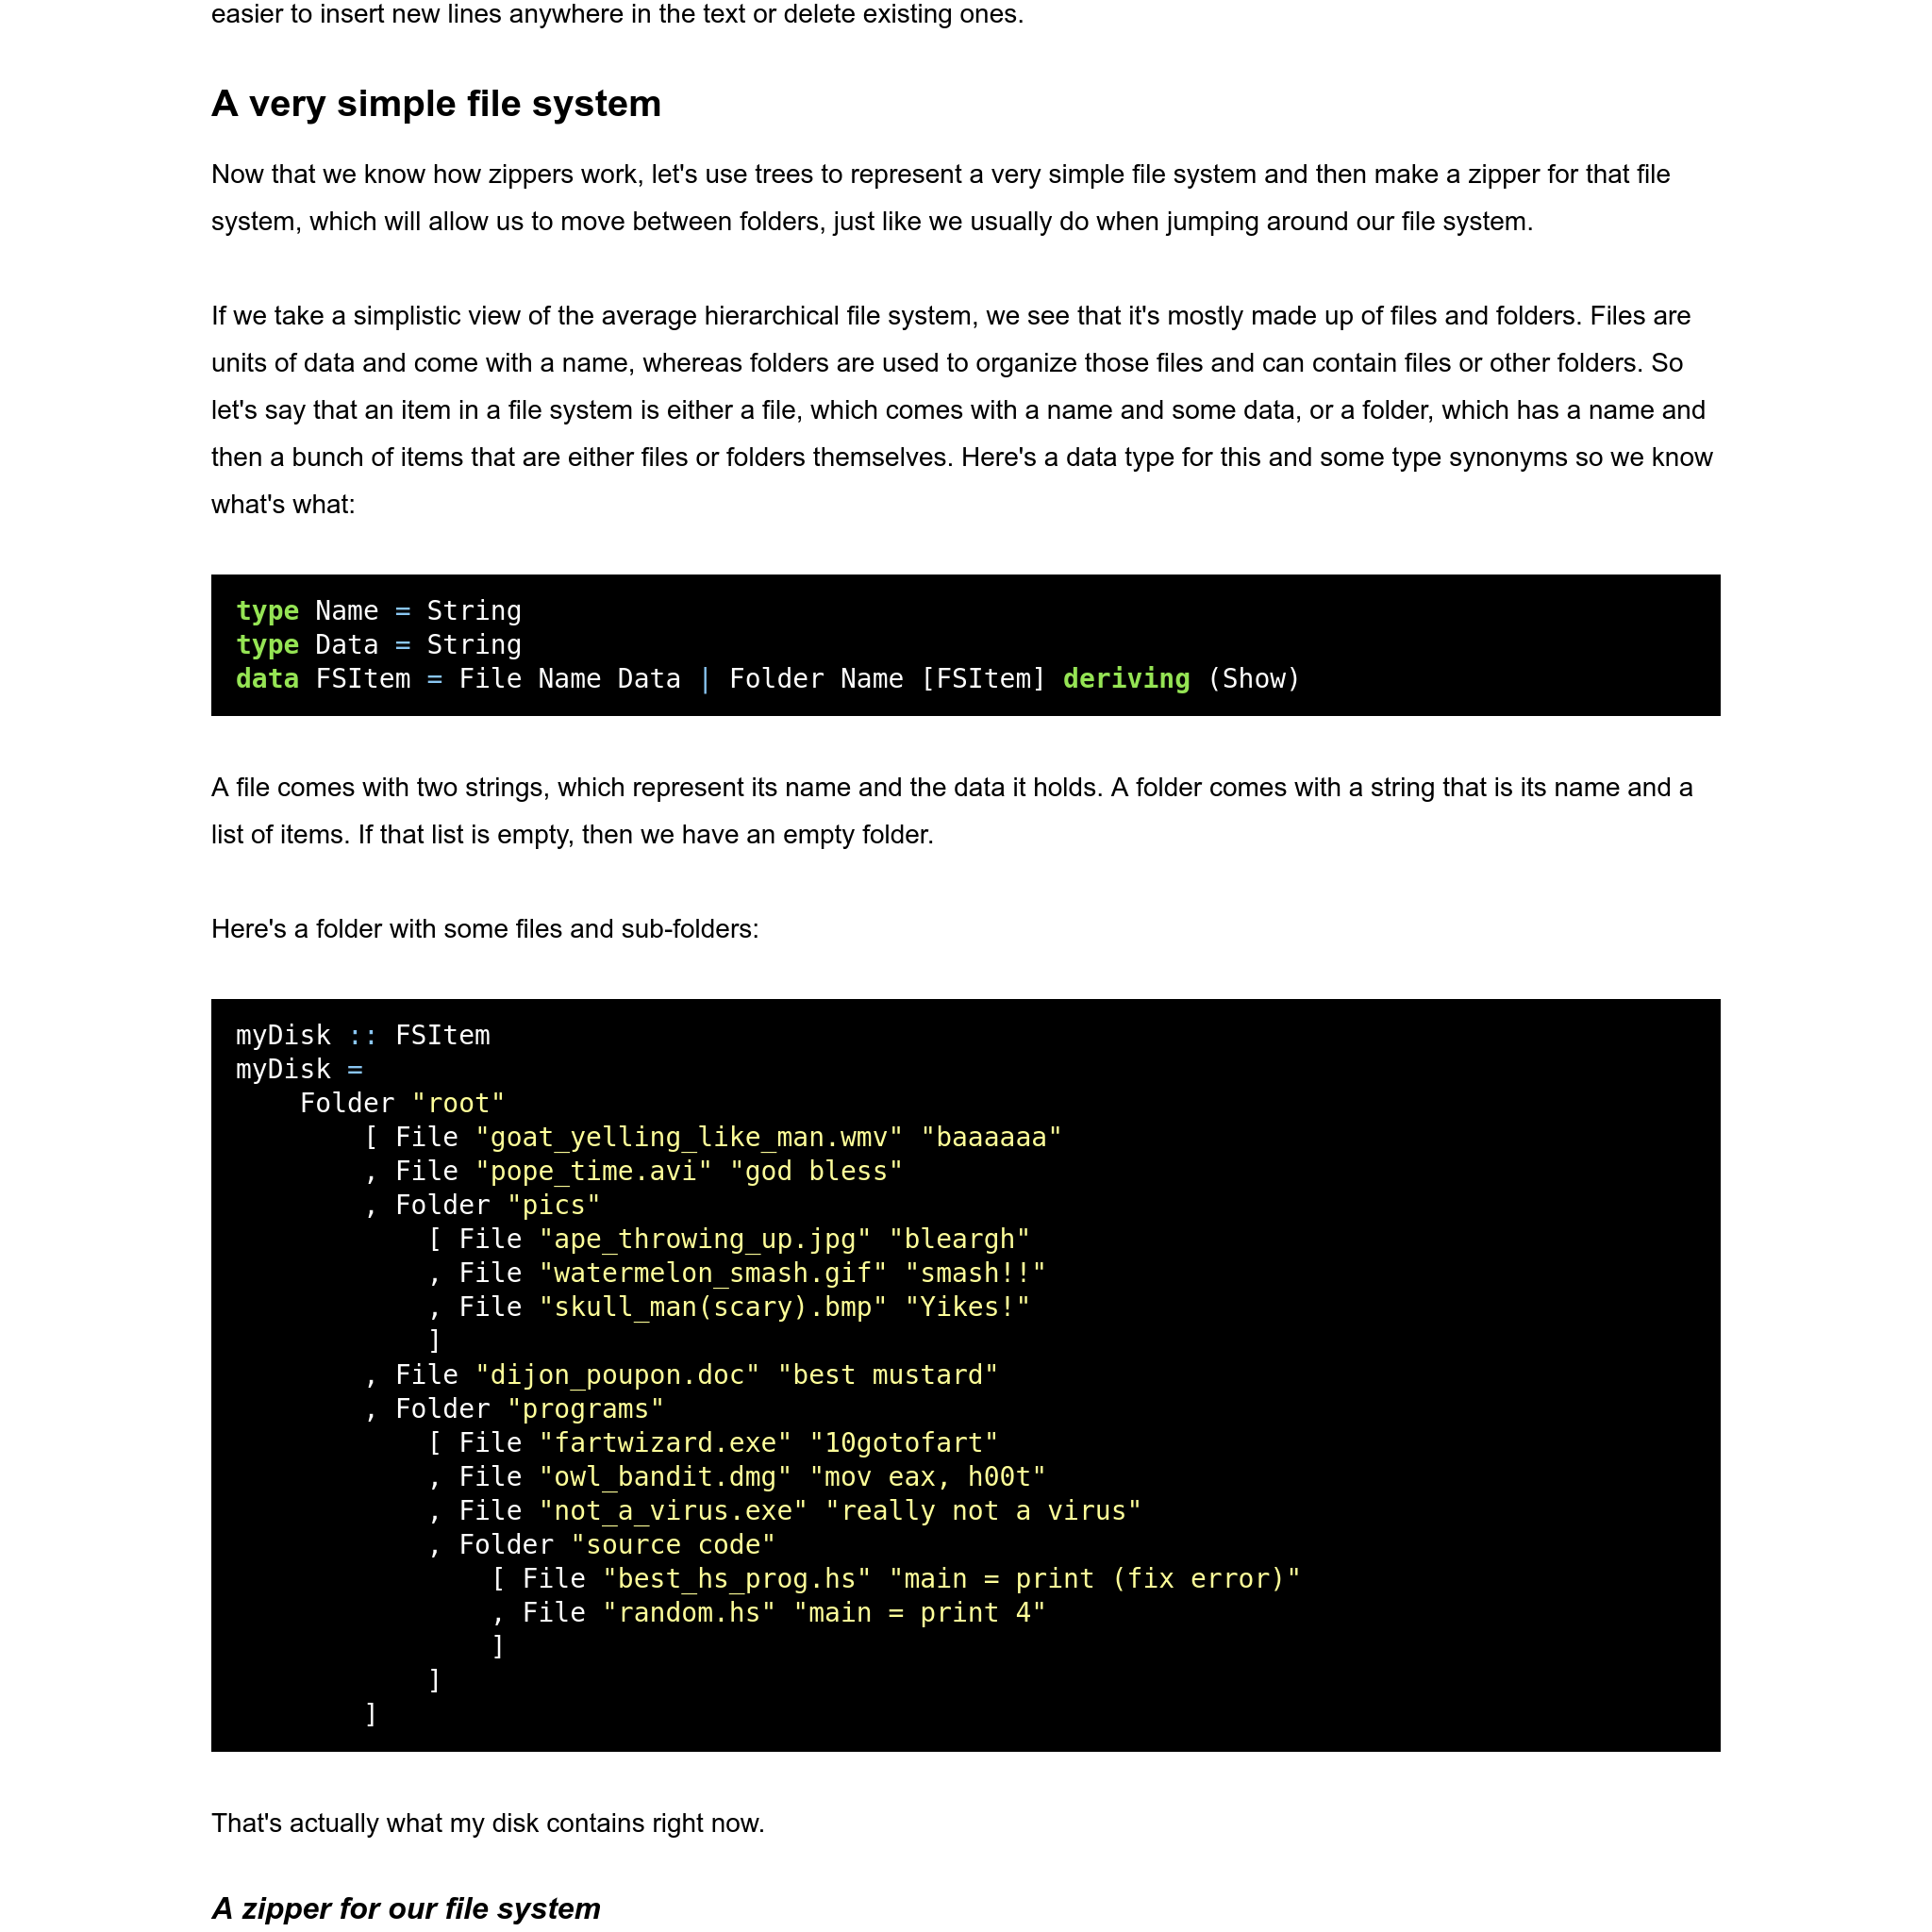 easier to insert new lines anywhere in the text or delete existing ones.
A very simple file system
Now that we know how zippers work, let's use trees to represent a very simple file system and then make a zipper for that file
system, which will allow us to move between folders, just like we usually do when jumping around our file system.
If we take a simplistic view of the average hierarchical file system, we see that it's mostly made up of files and folders. Files are
units of data and come with a name, whereas folders are used to organize those files and can contain files or other folders. So
let's say that an item in a file system is either a file, which comes with a name and some data, or a folder, which has a name and
then a bunch of items that are either files or folders themselves. Here's a data type for this and some type synonyms so we know
what's what:
type Name = String
type Data = String
data FSItem = File Name Data | Folder Name [FSItem] deriving (Show)
A file comes with two strings, which represent its name and the data it holds. A folder comes with a string that is its name and a
list of items. If that list is empty, then we have an empty folder.
Here's a folder with some files and sub-folders:
myDisk :: FSItem
myDisk =
    Folder "root"
        [ File "goat_yelling_like_man.wmv" "baaaaaa"
        , File "pope_time.avi" "god bless"
        , Folder "pics"
            [ File "ape_throwing_up.jpg" "bleargh"
            , File "watermelon_smash.gif" "smash!!"
            , File "skull_man(scary).bmp" "Yikes!"
            ]
        , File "dijon_poupon.doc" "best mustard"
        , Folder "programs"
            [ File "fartwizard.exe" "10gotofart"
            , File "owl_bandit.dmg" "mov eax, h00t"
            , File "not_a_virus.exe" "really not a virus"
            , Folder "source code"
                [ File "best_hs_prog.hs" "main = print (fix error)"
                , File "random.hs" "main = print 4"
                ]
            ]
        ]
That's actually what my disk contains right now.
A zipper for our file system